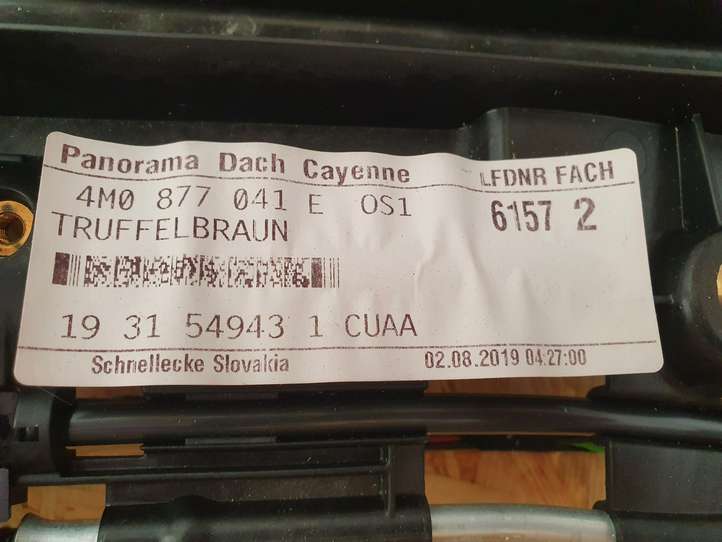 Panorama Dach Cayenne
LFDNR FACH
4M0 877 041 E OS1
6157 2
TRUFFELBRAUN
19 31 54943 1 CUAA
Schnellecke Slovakia
02.08.2019 04:27:00